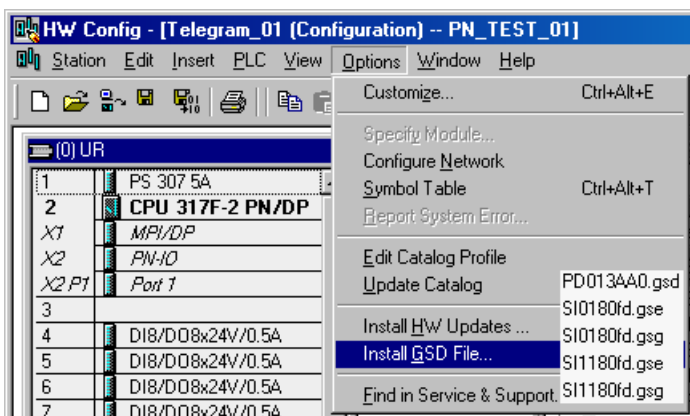 HW Config - [Telegram_01 (Configuration) -- PN_TEST_01]
Station Edit Insert PLC View Options Window Help
Customize... Ctrl+Alt+E
Specify Module...
Configure Network
Symbol Table Ctrl+Alt+T
Report System Error...
Edit Catalog Profile
Update Catalog
Install HW Updates ...
Install GSD File...
Find in Service & Support.
PD013AA0.gsd
SI0180fd.gse
SI0180fd.gsg
SI1180fd.gse
SI1180fd.gsg
(0) UR
1 PS 307 5A
2 CPU 317F-2 PN/DP
X1 MPI/DP
X2 PN-IO
X2 P1 Port 1
3
4 DI8/DO8x24V/0.5A
5 DI8/DO8x24V/0.5A
6 DI8/DO8x24V/0.5A
7 DI8/DO8x24V/0.5A